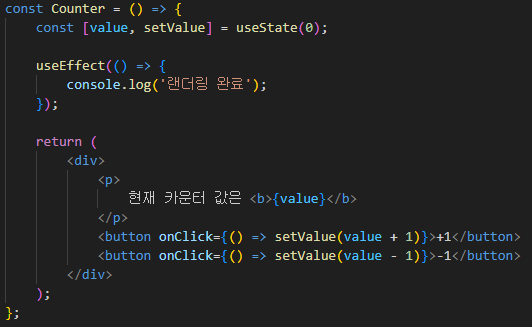 const Counter = () => {
    const [value, setValue] = useState(0);

    useEffect(() => {
        console.log('랜더링 완료');
    });

    return (
        <div>
            <p>
                현재 카운터 값은 <b>{value}</b>
            </p>
            <button onClick={() => setValue(value + 1)}>+1</button>
            <button onClick={() => setValue(value - 1)}>-1</button>
        </div>
    );
};